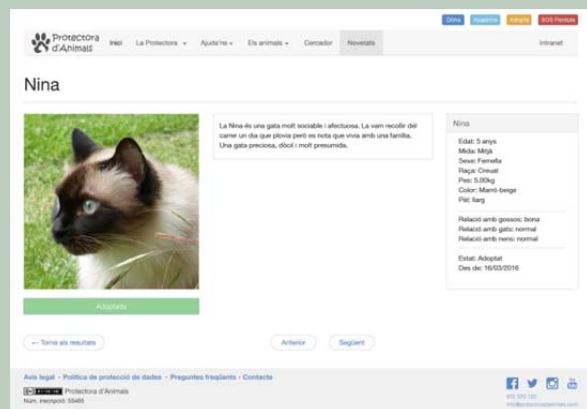 Dóna
Apadrina
Adopta
SOS Perduts
Protectora
d'Animals
Inici
La Protectora
Ajuda'ns
Els animals
Cercador
Novetats
Intranet
Nina
La Nina és una gata molt sociable i afectuosa. La vam recollir del
carrer un dia que plovia però es nota que vivia amb una família.
Una gata preciosa, dòcil i molt presumida.
Nina
Edat: 5 anys
Mida: Mitjà
Sexe: Femella
Raça: Creuat
Pes: 5.00kg
Color: Marró-beige
Pèl: llarg
Relació amb gossos: bona
Relació amb gats: normal
Relació amb nens: normal
Estat: Adoptat
Des de: 16/03/2016
Adoptada
← Torna als resultats
Anterior
Següent
Avis legal - Política de protecció de dades - Preguntes freqüents - Contacte
Protectora d'Animals
Núm. inscripció: 55465